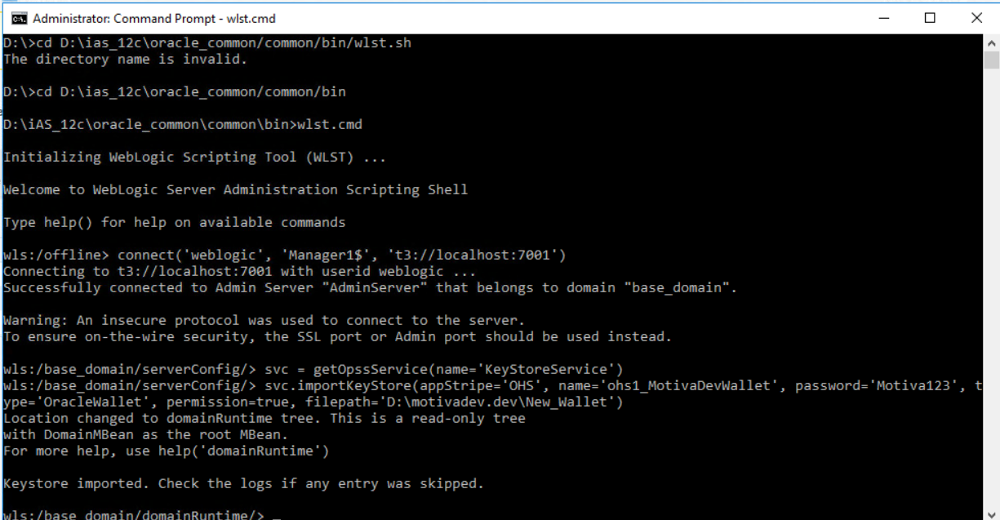 Administrator: Command Prompt - wlst.cmd
D:\>cd D:\ias_12c\oracle_common/common/bin/wlst.sh
The directory name is invalid.
D:\>cd D:\ias_12c\oracle_common/common/bin
D:\iAS_12c\oracle_common\common\bin>wlst.cmd
Initializing WebLogic Scripting Tool (WLST) ...
Welcome to WebLogic Server Administration Scripting Shell
Type help() for help on available commands
wls:/offline> connect('weblogic', 'Manager1$', 't3://localhost:7001')
Connecting to t3://localhost:7001 with userid weblogic ...
Successfully connected to Admin Server "AdminServer" that belongs to domain "base_domain".
Warning: An insecure protocol was used to connect to the server.
To ensure on-the-wire security, the SSL port or Admin port should be used instead.
wls:/base_domain/serverConfig/> svc = getOpssService(name='KeyStoreService')
wls:/base_domain/serverConfig/> svc.importKeyStore(appStripe='OHS', name='ohs1_MotivaDevWallet', password='Motiva123', t
ype='OracleWallet', permission=true, filepath='D:\motivadev.dev\New_Wallet')
Location changed to domainRuntime tree. This is a read-only tree
with DomainMBean as the root MBean.
For more help, use help('domainRuntime')
Keystore imported. Check the logs if any entry was skipped.
wls:/base_domain/domainRuntime/> _